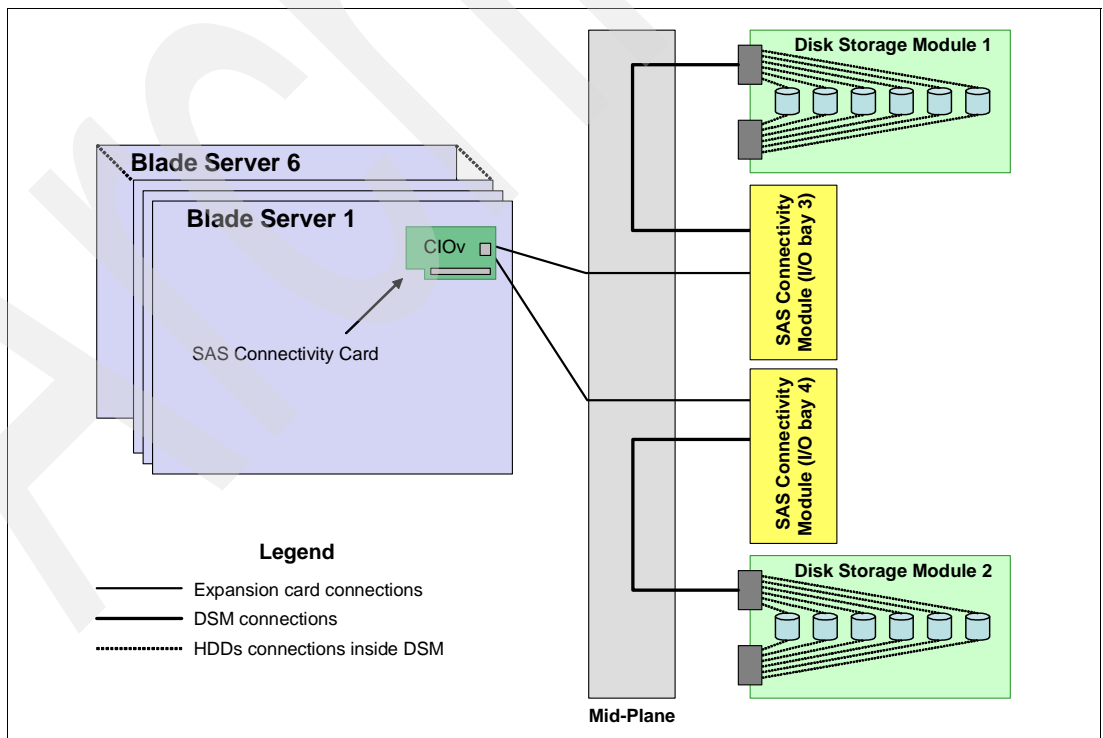 Disk Storage Module 1
Blade Server 6
Blade Server 1
CIOv
SAS Connectivity Card
SAS Connectivity
Module (I/O bay 3)
SAS Connectivity
Module (I/O bay 4)
Disk Storage Module 2
Legend
Expansion card connections
DSM connections
HDDs connections inside DSM
Mid-Plane